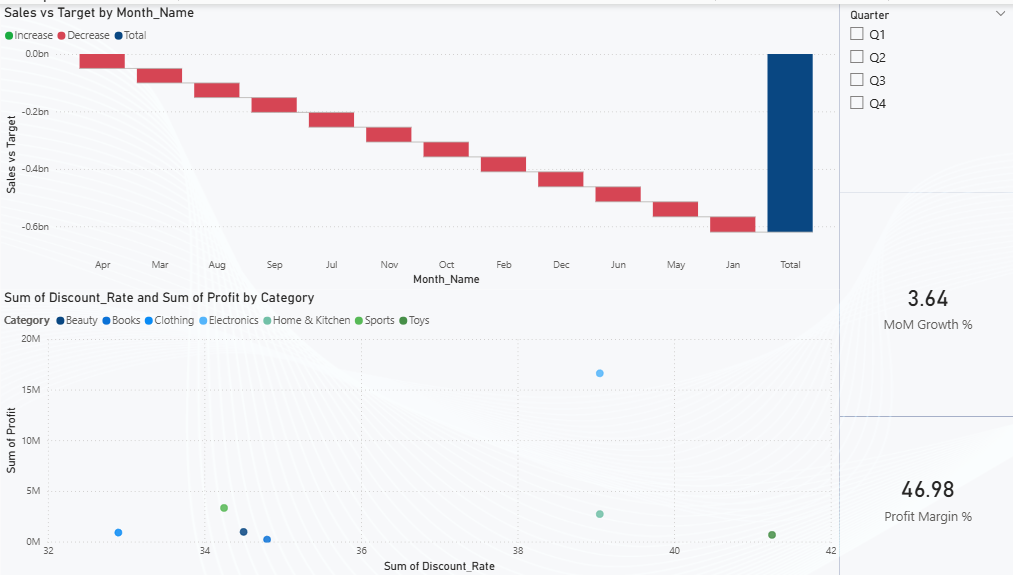 Sales vs Target by Month_Name
Increase Decrease Total
0.0bn
-0.2bn
-0.4bn
-0.6bn
Sales vs Target
Apr Mar Aug Sep Jul Nov Oct Feb Dec Jun May Jan Total
Month_Name
Sum of Discount_Rate and Sum of Profit by Category
Category Beauty Books Clothing Electronics Home & Kitchen Sports Toys
20M
15M
10M
5M
0M
Sum of Profit
32 34 36 38 40 42
Sum of Discount_Rate
Quarter
Q1
Q2
Q3
Q4
3.64
MoM Growth %
46.98
Profit Margin %